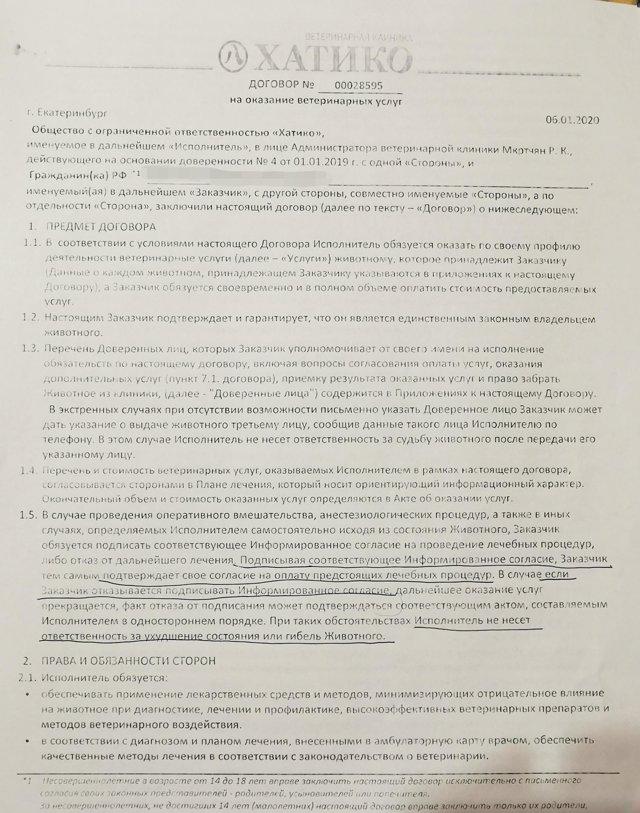 ВЕТЕРИНАРНАЯ КЛИНИКА
ХАТИКО
ДОГОВОР № 00028595
на оказание ветеринарных услуг
г. Екатеринбург
06.01.2020
Общество с ограниченной ответственностью «Хатико»,
именуемое в дальнейшем «Исполнитель», в лице Администратора ветеринарной клиники Мкртчян Р. К.,
действующего на основании доверенности № 4 от 01.01.2019 г. с одной «Стороны», и
Гражданин(ка) РФ *1
именуемый(ая) в дальнейшем «Заказчик», с другой стороны, совместно именуемые «Стороны», а по
отдельности «Сторона», заключили настоящий договор (далее по тексту – «Договор») о нижеследующем:
1. ПРЕДМЕТ ДОГОВОРА
1.1. В соответствии с условиями настоящего Договора Исполнитель обязуется оказать по своему профилю
деятельности ветеринарные услуги (далее – «Услуги») животному, которое принадлежит Заказчику
(Данные о каждом животном, принадлежащем Заказчику указываются в приложениях к настоящему
Договору), а Заказчик обязуется своевременно и в полном объеме оплатить стоимость предоставляемых
услуг.
1.2. Настоящим Заказчик подтверждает и гарантирует, что он является единственным законным владельцем
животного.
1.3. Перечень Доверенных лиц, которых Заказчик уполномочивает от своего имени на исполнение
обязательств по настоящему договору, включая вопросы согласования оплаты услуг, оказания
дополнительных услуг (пункт 7.1. договора), приемку результата оказанных услуг и право забрать
Животное из клиники, (далее - "Доверенные лица") содержится в Приложениях к настоящему Договору.
В экстренных случаях при отсутствии возможности письменно указать Доверенное лицо Заказчик может
дать указание о выдаче животного третьему лицу, сообщив данные такого лица Исполнителю по
телефону. В этом случае Исполнитель не несет ответственность за судьбу животного после передачи его
указанному лицу.
1.4. Перечень и стоимость ветеринарных услуг, оказываемых Исполнителем в рамках настоящего договора,
согласовывается сторонами в Плане лечения, который носит ориентирующий информационный характер.
Окончательный объем и стоимость оказанных услуг определяются в Акте об оказании услуг.
1.5. В случае проведения оперативного вмешательства, анестезиологических процедур, а также в иных
случаях, определяемых Исполнителем самостоятельно исходя из состояния Животного, Заказчик
обязуется подписать соответствующее Информированное согласие на проведение лечебных процедур,
либо отказ от дальнейшего лечения. Подписывая соответствующее Информированное согласие, Заказчик
тем самым подтверждает свое согласие на оплату предстоящих лечебных процедур. В случае если
Заказчик отказывается подписывать Информированное согласие, дальнейшее оказание услуг
прекращается, факт отказа от подписания может подтверждаться соответствующим актом, составляемым
Исполнителем в одностороннем порядке. При таких обстоятельствах Исполнитель не несет
ответственность за ухудшение состояния или гибель Животного.
2. ПРАВА И ОБЯЗАННОСТИ СТОРОН
2.1. Исполнитель обязуется:
• обеспечивать применение лекарственных средств и методов, минимизирующих отрицательное влияние
на животное при диагностике, лечении и профилактике, высокоэффективных ветеринарных препаратов и
методов ветеринарного воздействия.
• в соответствии с диагнозом и планом лечения, внесенными в амбулаторную карту врачом, обеспечить
качественные методы лечения в соответствии с законодательством о ветеринарии.
*1 Несовершеннолетние в возрасте от 14 до 18 лет вправе заключить настоящий договор исключительно с письменного
согласия своих законных представителей - родителей, усыновителей или попечителя.
За несовершеннолетних, не достигших 14 лет (малолетних) настоящий договор вправе заключить только их родители,